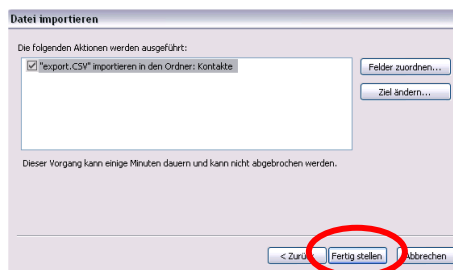 Datei importieren
Die folgenden Aktionen werden ausgeführt:
"export.CSV" importieren in den Ordner: Kontakte
Felder zuordnen...
Ziel ändern...
Dieser Vorgang kann einige Minuten dauern und kann nicht abgebrochen werden.
< Zurück
Fertig stellen
Abbrechen